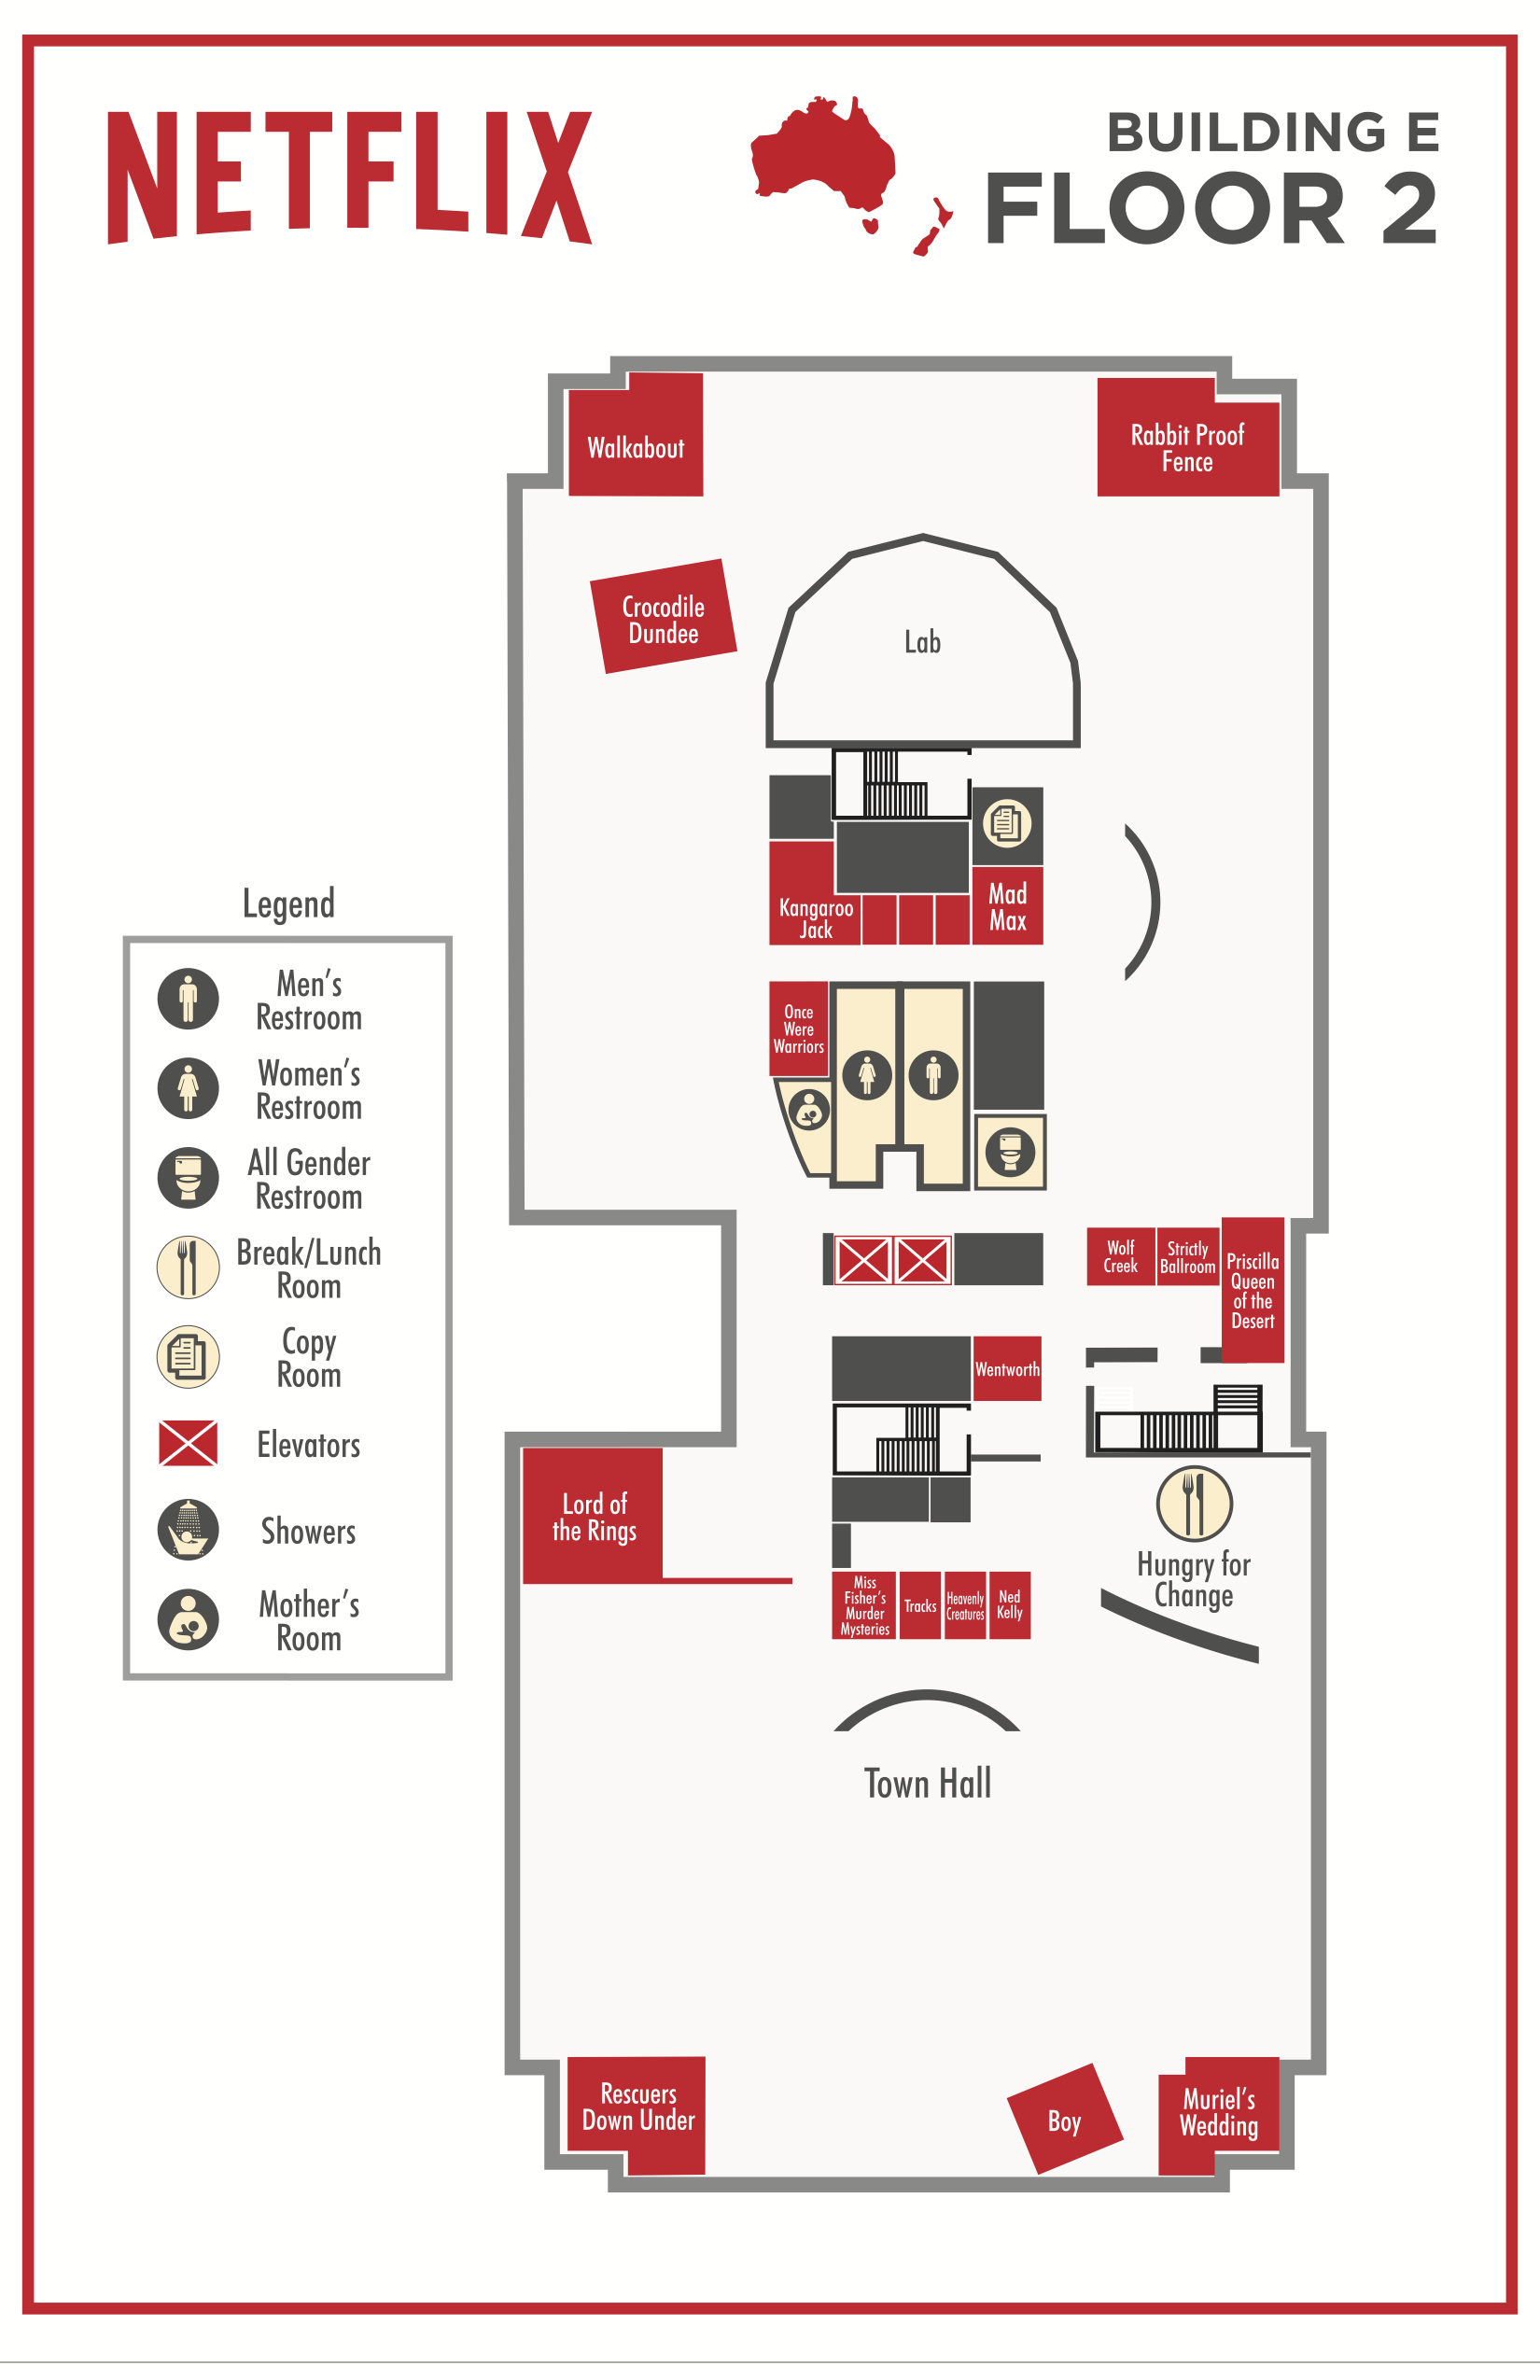 NETFLIX
BUILDING E
FLOOR 2
Walkabout
Rabbit Proof
Fence
Crocodile
Dundee
Lab
Kangaroo
Jack
Mad
Max
Once
Were
Warriors
Wolf
Creek
Strictly
Ballroom
Priscilla
Queen
of the
Desert
Wentworth
Lord of
the Rings
Hungry for
Change
Miss
Fisher's
Murder
Mysteries
Tracks
Heavenly
Creatures
Ned
Kelly
Town Hall
Rescuers
Down Under
Boy
Muriel's
Wedding
Legend
Men's
Restroom
Women's
Restroom
All Gender
Restroom
Break/Lunch
Room
Copy
Room
Elevators
Showers
Mother's
Room